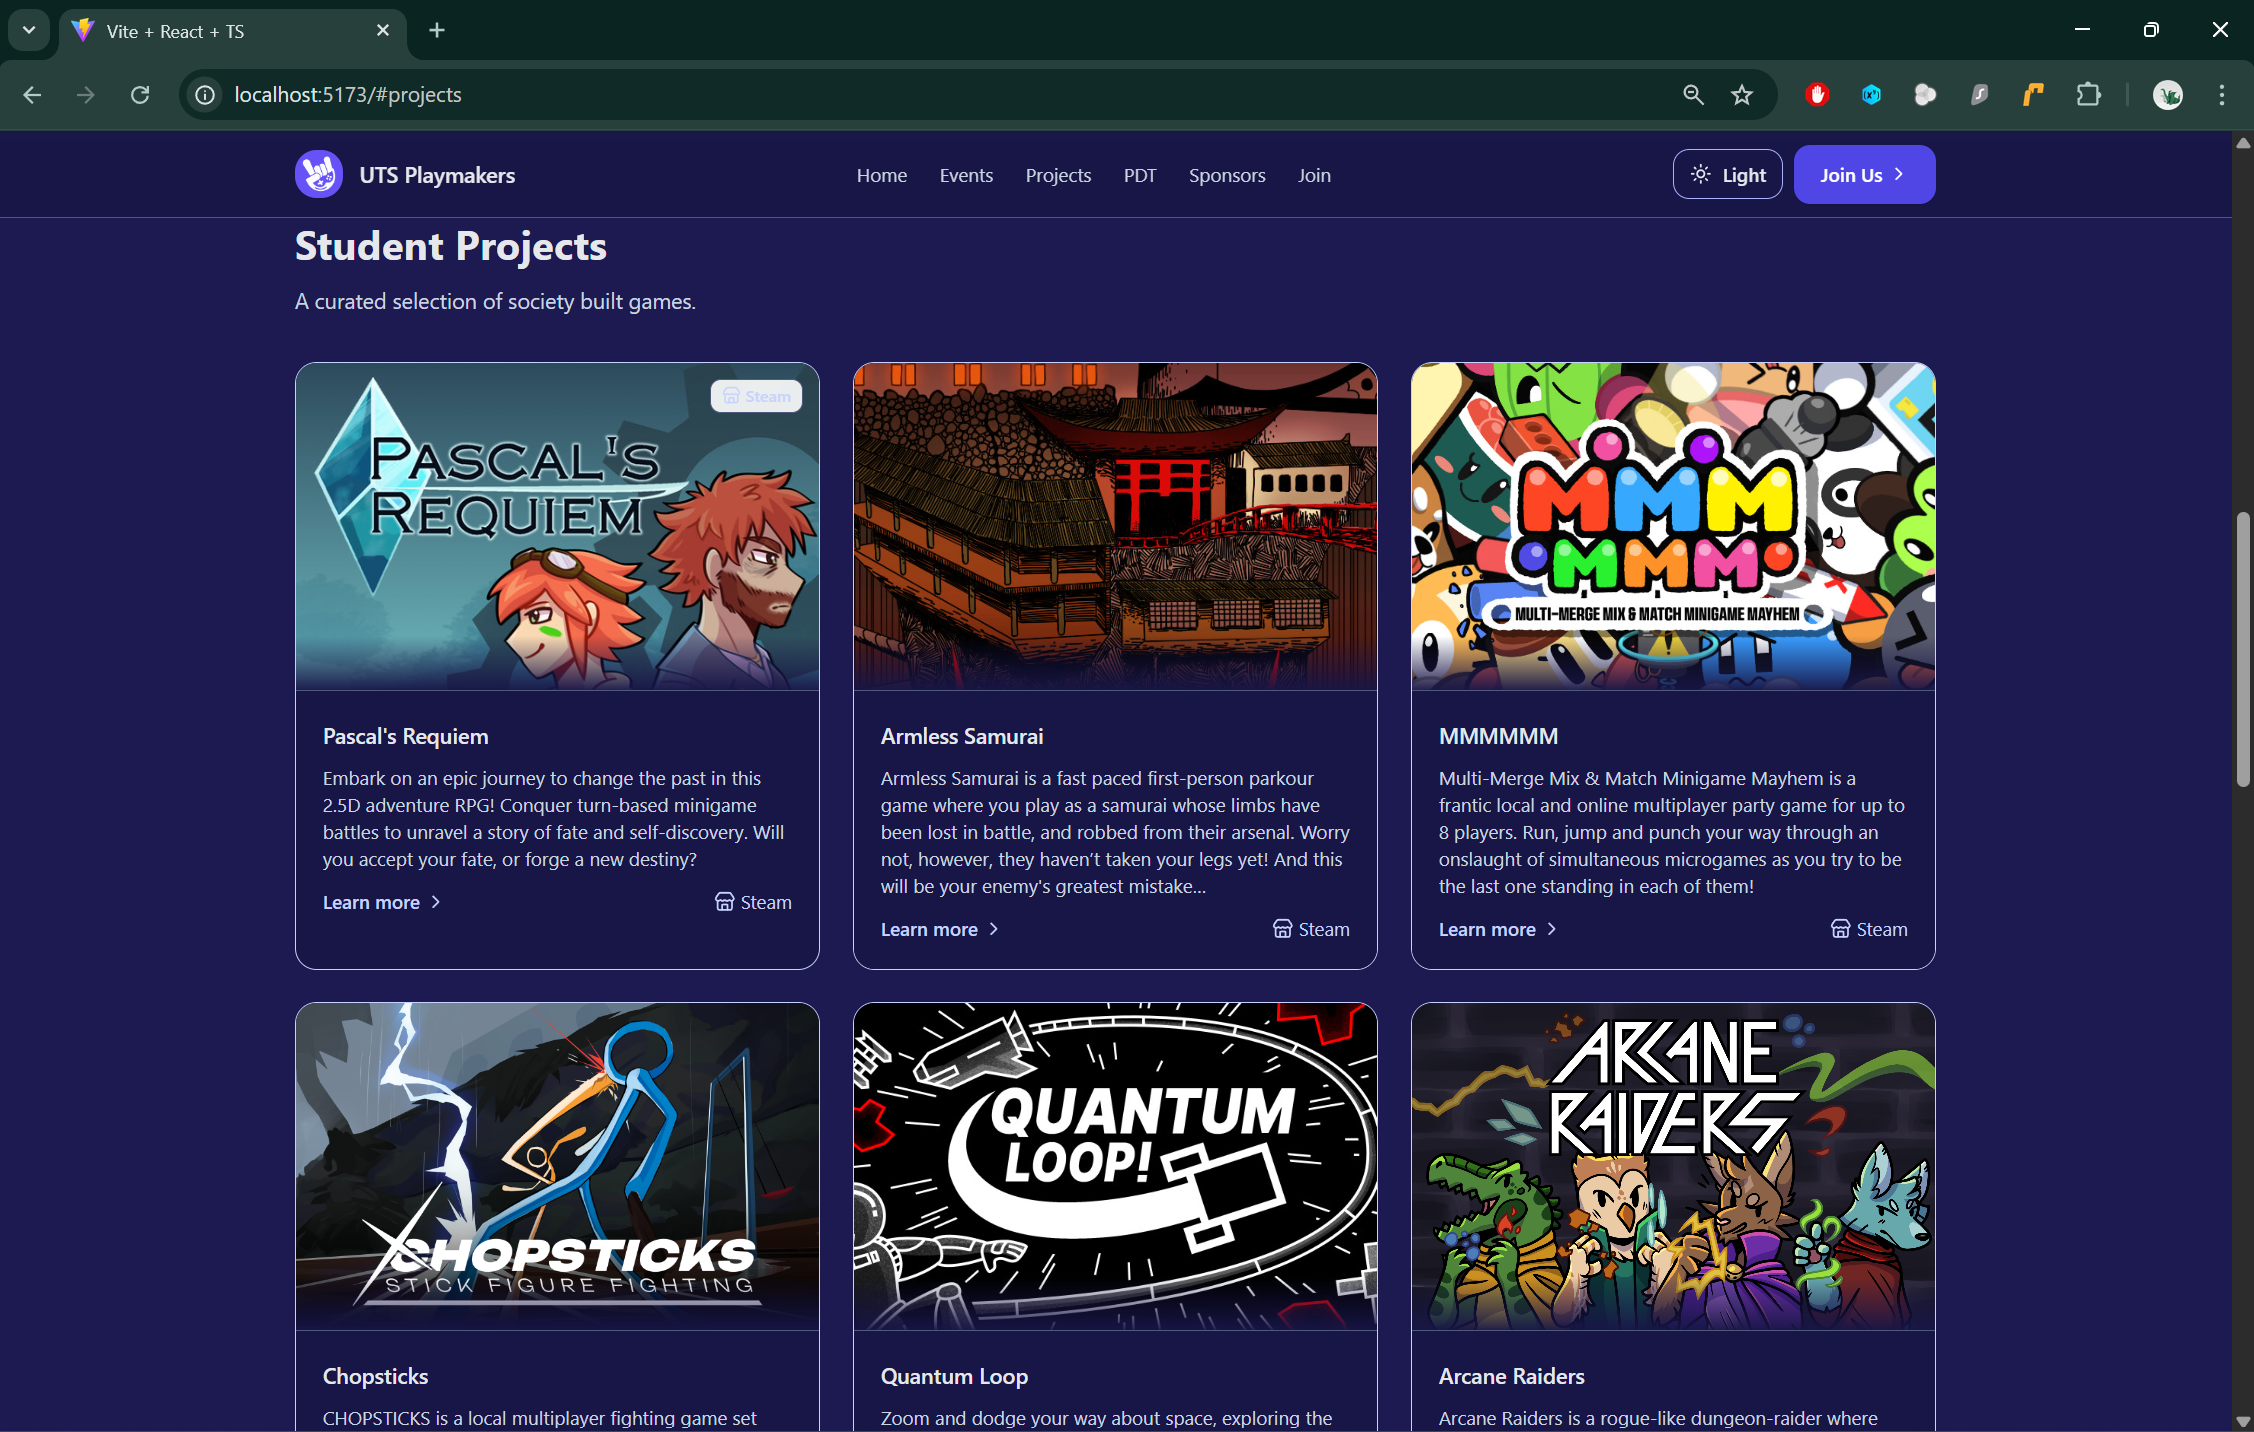 Vite + React + TS
localhost:5173/#projects
UTS Playmakers
Home
Events
Projects
PDT
Sponsors
Join
Light
Join Us
Student Projects
A curated selection of society built games.
Steam
PASCAL'S
REQUIEM
Pascal's Requiem
Embark on an epic journey to change the past in this
2.5D adventure RPG! Conquer turn-based minigame
battles to unravel a story of fate and self-discovery. Will
you accept your fate, or forge a new destiny?
Learn more
Steam
Armless Samurai
Armless Samurai is a fast paced first-person parkour
game where you play as a samurai whose limbs have
been lost in battle, and robbed from their arsenal. Worry
not, however, they haven’t taken your legs yet! And this
will be your enemy's greatest mistake...
Learn more
Steam
MMM
MMM
MULTI-MERGE MIX & MATCH MINIGAME MAYHEM
MMMMMM
Multi-Merge Mix & Match Minigame Mayhem is a
frantic local and online multiplayer party game for up to
8 players. Run, jump and punch your way through an
onslaught of simultaneous microgames as you try to be
the last one standing in each of them!
Learn more
Steam
CHOPSTICKS
STICK FIGURE FIGHTING
Chopsticks
CHOPSTICKS is a local multiplayer fighting game set
QUANTUM
LOOP!
Quantum Loop
Zoom and dodge your way about space, exploring the
ARCANE
RAIDERS
Arcane Raiders
Arcane Raiders is a rogue-like dungeon-raider where